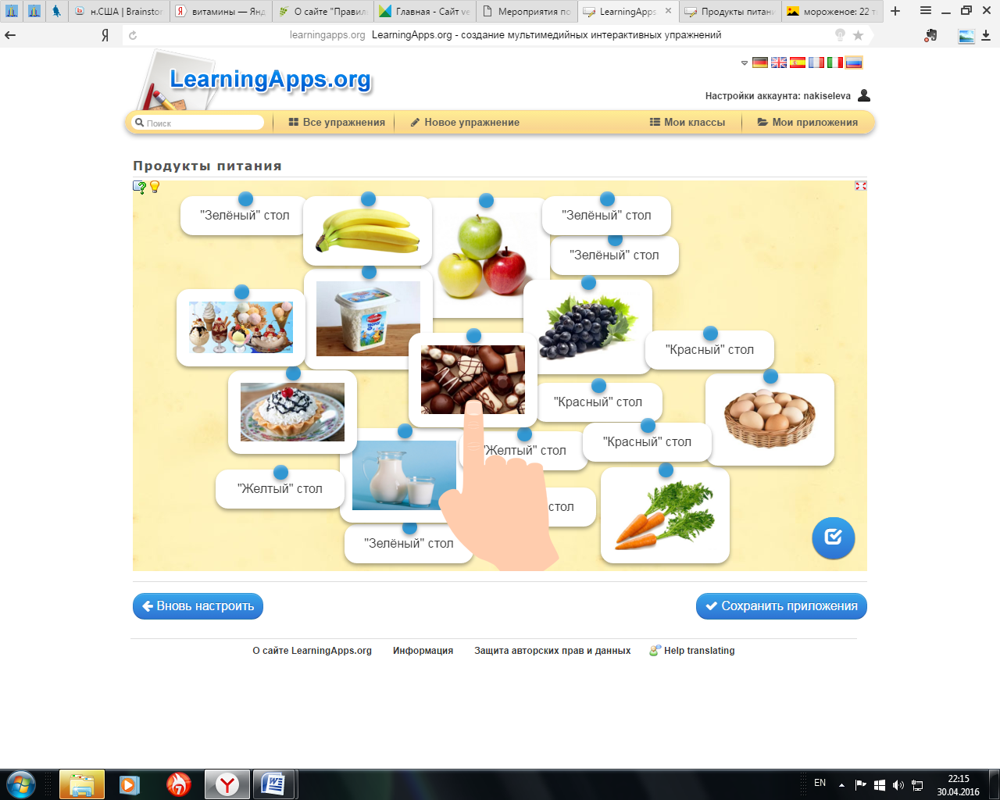 н.США | Brainstor
витамины — Янд
О сайте "Правил
Главная - Сайт ve
Мероприятия по
LearningApps
Продукты питани
мороженое: 22 т
Я
learningapps.org LearningApps.org - создание мультимедийных интерактивных упражнений
LearningApps.org
Настройки аккаунта: nakiseleva
Поиск
Все упражнения
Новое упражнение
Мои классы
Мои приложения
Продукты питания
"Зелёный" стол
"Зелёный" стол
"Зелёный" стол
"Красный" стол
"Красный" стол
"Красный" стол
"Желтый" стол
"Желтый" стол
стол
"Зелёный" стол
Вновь настроить
Сохранить приложения
О сайте LearningApps.org
Информация
Защита авторских прав и данных
Help translating
EN
22:15
30.04.2016